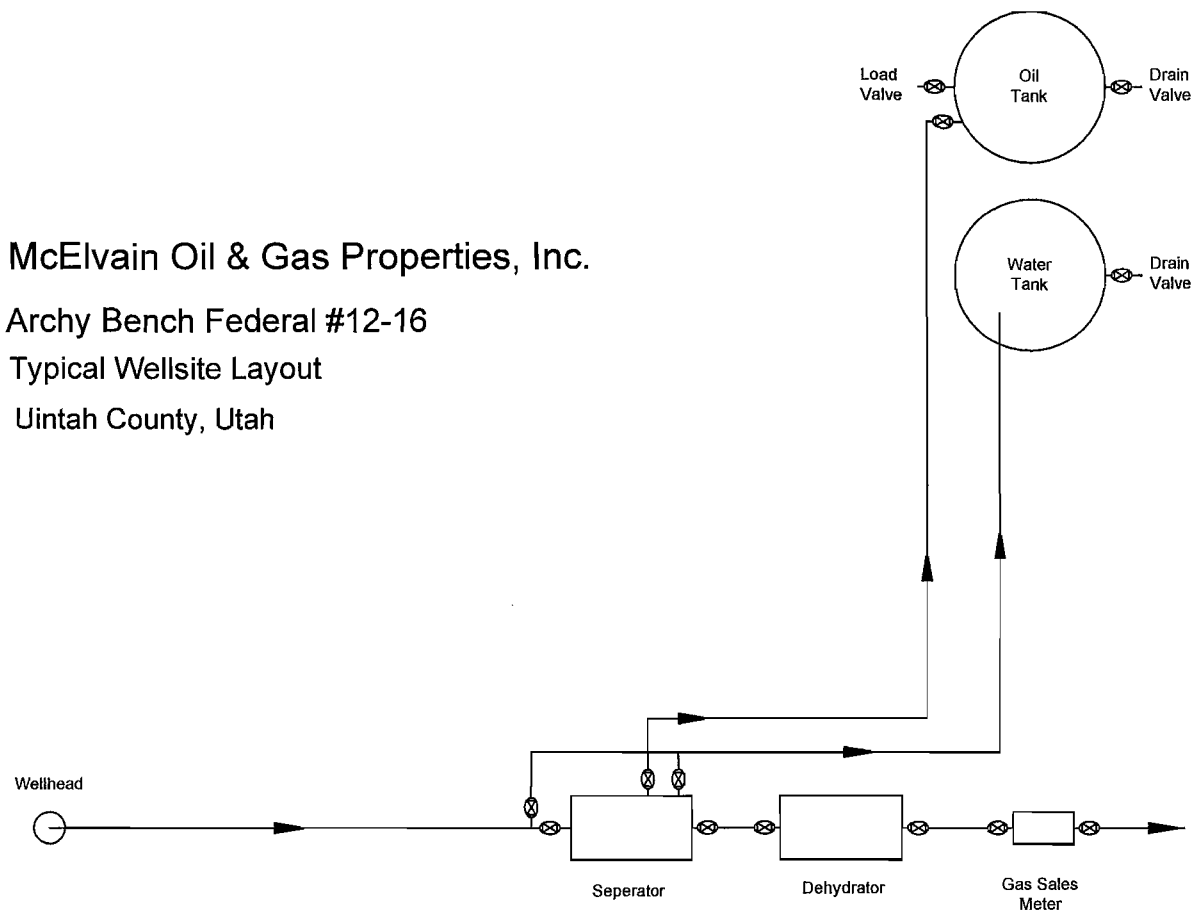 Load
Valve
Oil
Tank
Drain
Valve
McElvain Oil & Gas Properties, Inc.
Archy Bench Federal #12-16
Typical Wellsite Layout
Uintah County, Utah
Water
Tank
Drain
Valve
Wellhead
Seperator
Dehydrator
Gas Sales
Meter